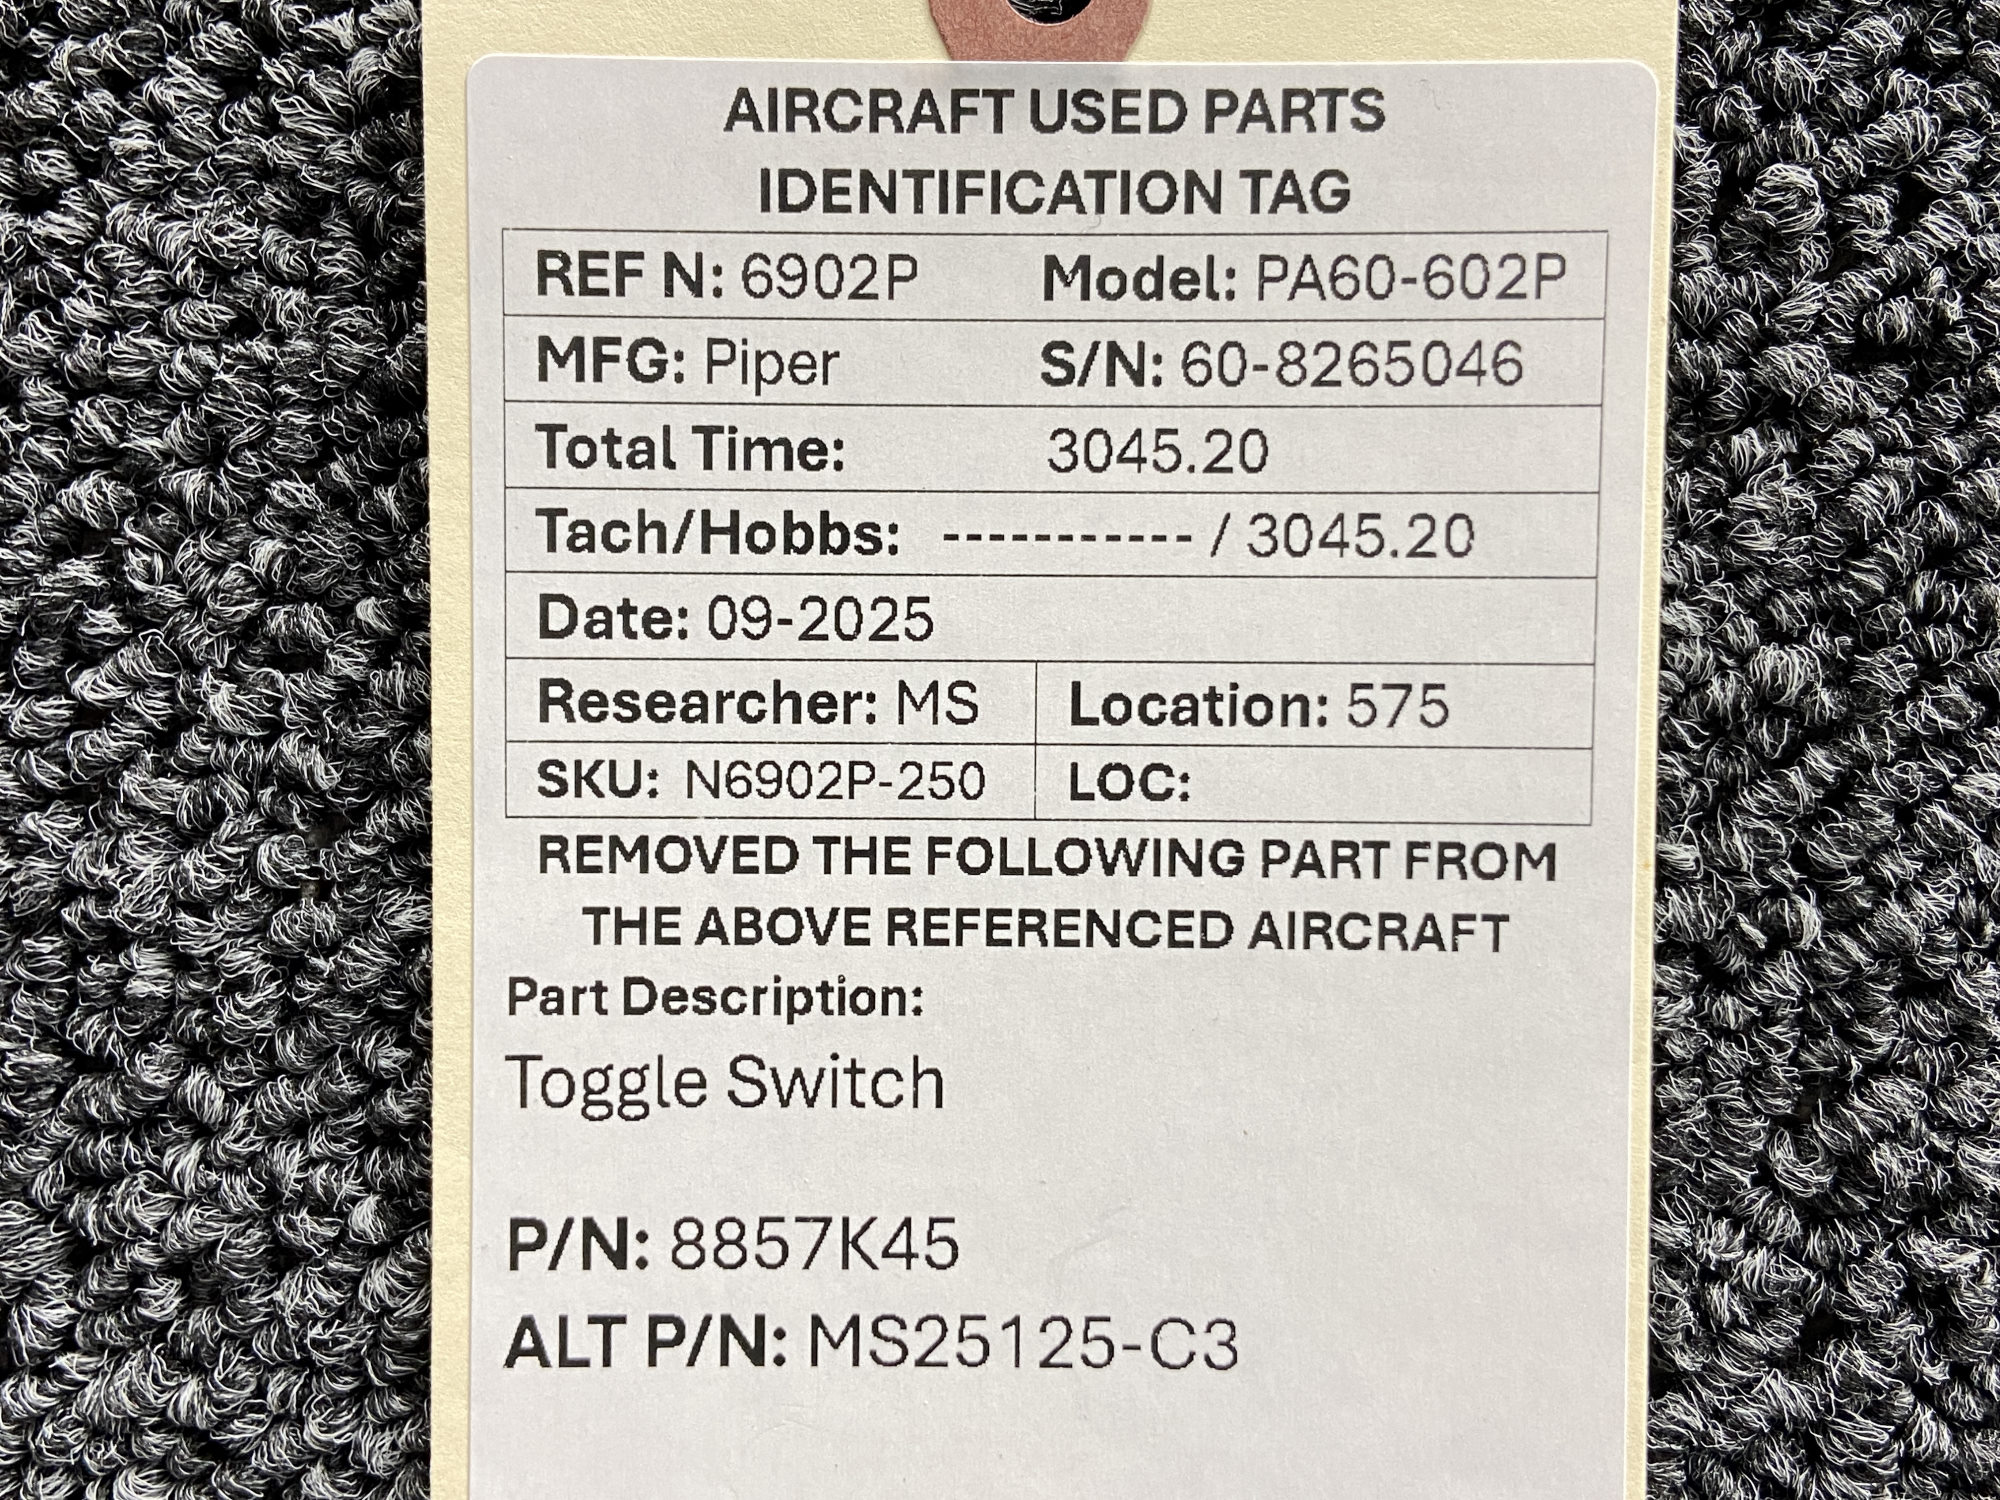 AIRCRAFT USED PARTS
IDENTIFICATION TAG
REF N: 6902P Model: PA60-602P
MFG: Piper S/N: 60-8265046
Total Time: 3045.20
Tach/Hobbs: ----------- / 3045.20
Date: 09-2025
Researcher: MS Location: 575
SKU: N6902P-250 LOC:
REMOVED THE FOLLOWING PART FROM
THE ABOVE REFERENCED AIRCRAFT
Part Description:
Toggle Switch
P/N: 8857K45
ALT P/N: MS25125-C3